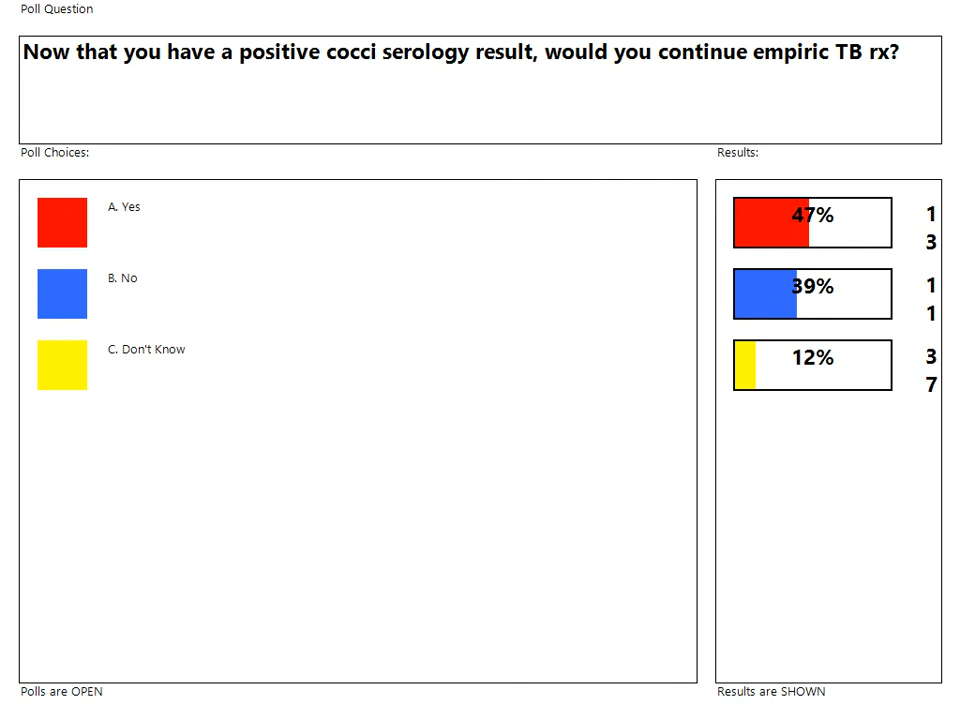 Poll Question
Now that you have a positive cocci serology result, would you continue empiric TB rx?
Poll Choices:
Results:
A. Yes
47%
1
3
B. No
39%
1
1
C. Don't Know
12%
3
7
Polls are OPEN
Results are SHOWN